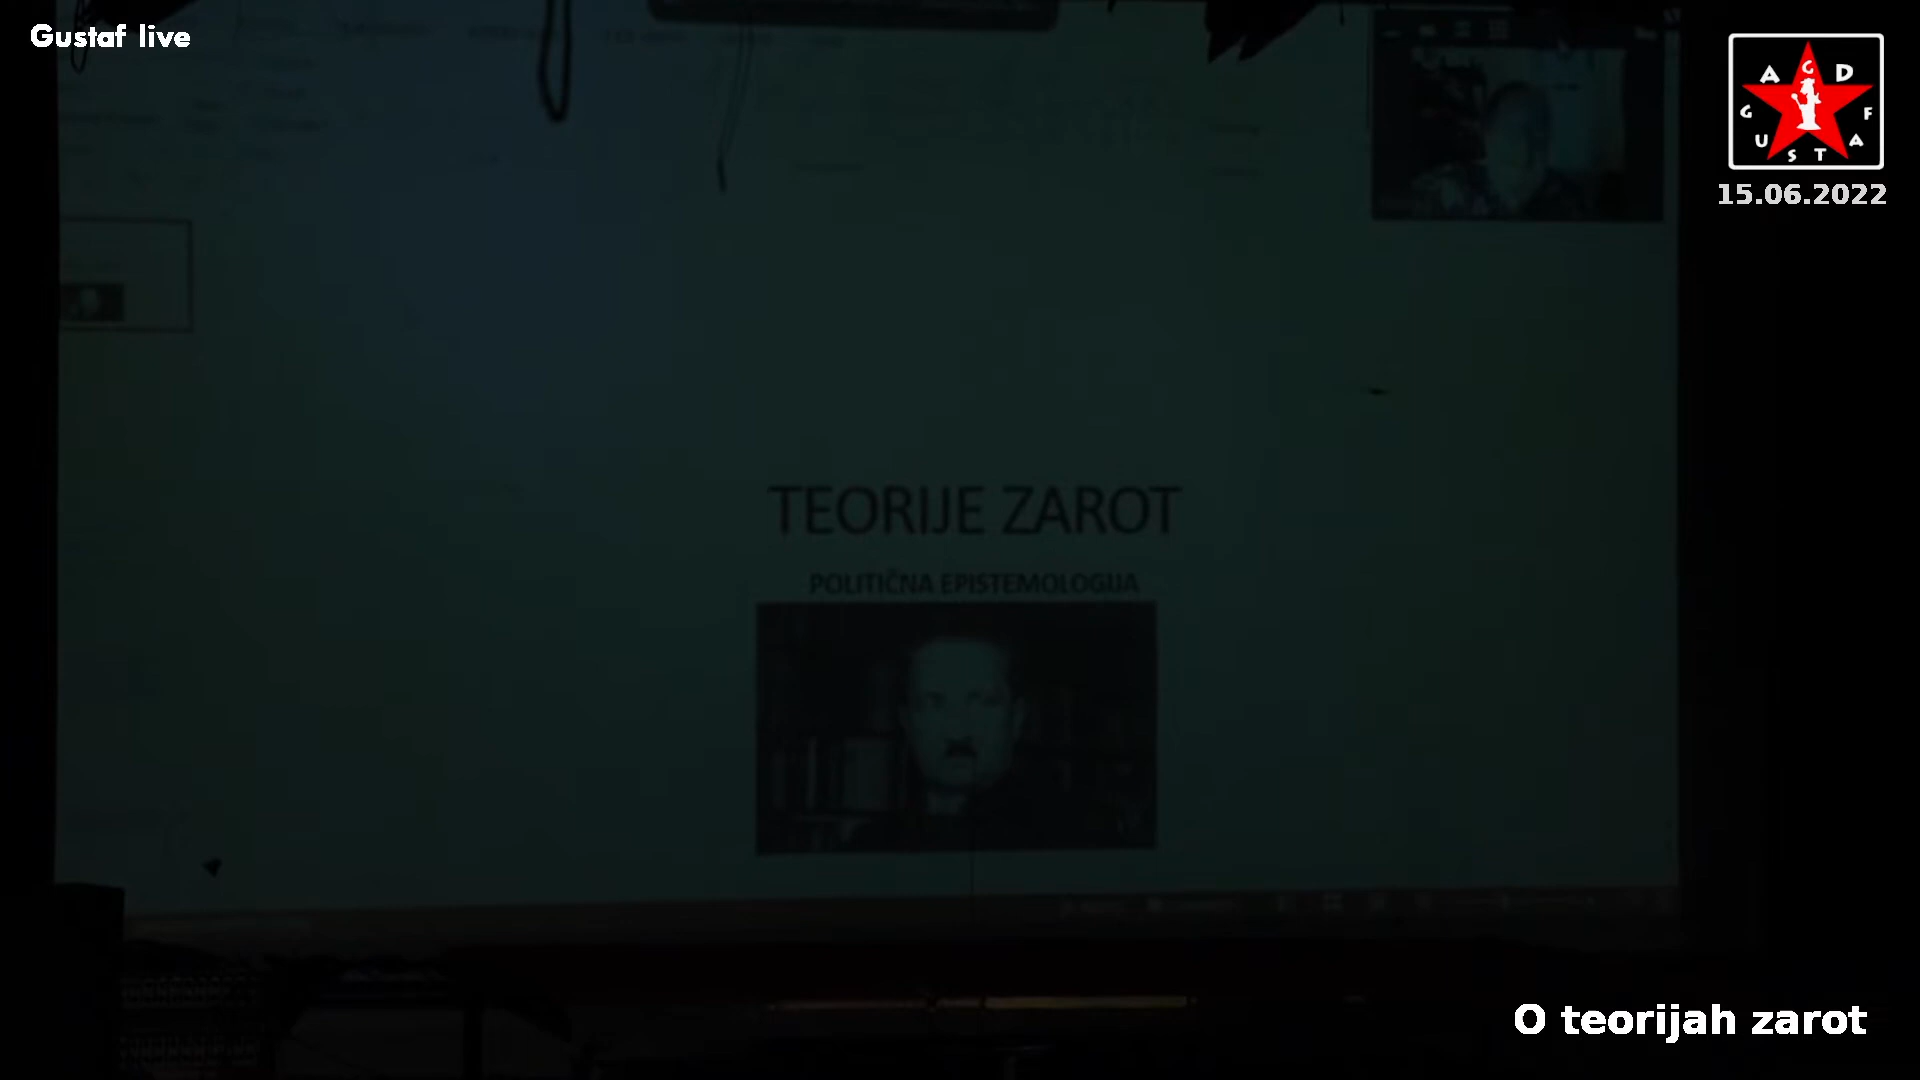 Gustaf live
A G D
G F
U A
S T
15.06.2022
TEORIJE ZAROT
POLITIČNA EPISTEMOLOGIJA
O teorijah zarot